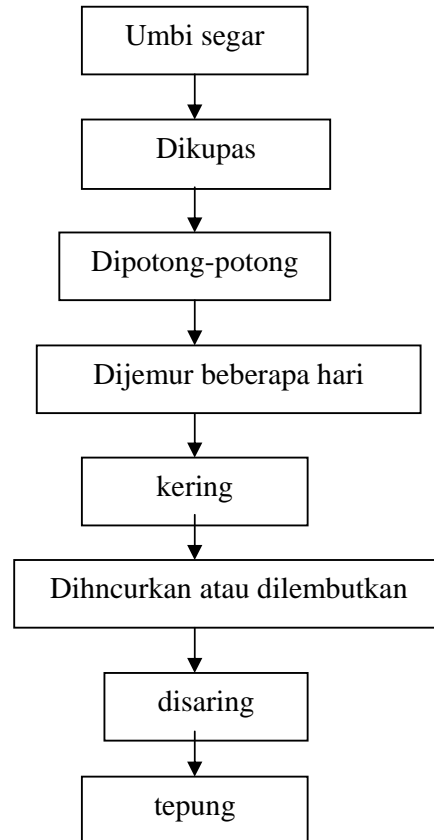 Umbi segar
Dikupas
Dipotong-potong
Dijemur beberapa hari
kering
Dihncurkan atau dilembutkan
disaring
tepung